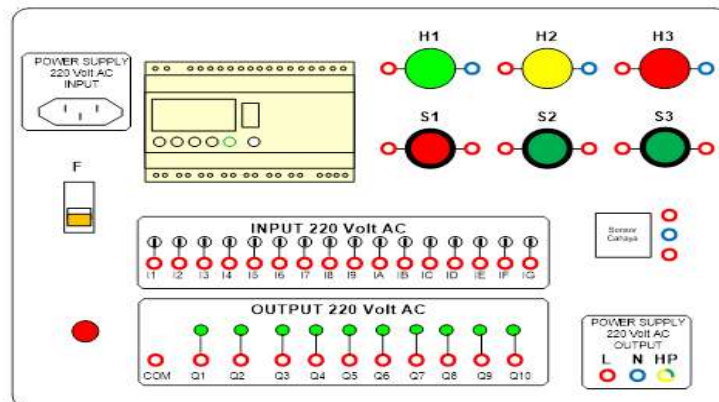 POWER SUPPLY
220 Volt AC
INPUT
H1 H2 H3
S1 S2 S3
F
INPUT 220 Volt AC
I1 I2 I3 I4 I5 I6 I7 I8 I9 IA IB IC ID IE IF IG
Sensor
Cahaya
OUTPUT 220 Volt AC
COM Q1 Q2 Q3 Q4 Q5 Q6 Q7 Q8 Q9 Q10
POWER SUPPLY
220 Volt AC
OUTPUT
L N HP